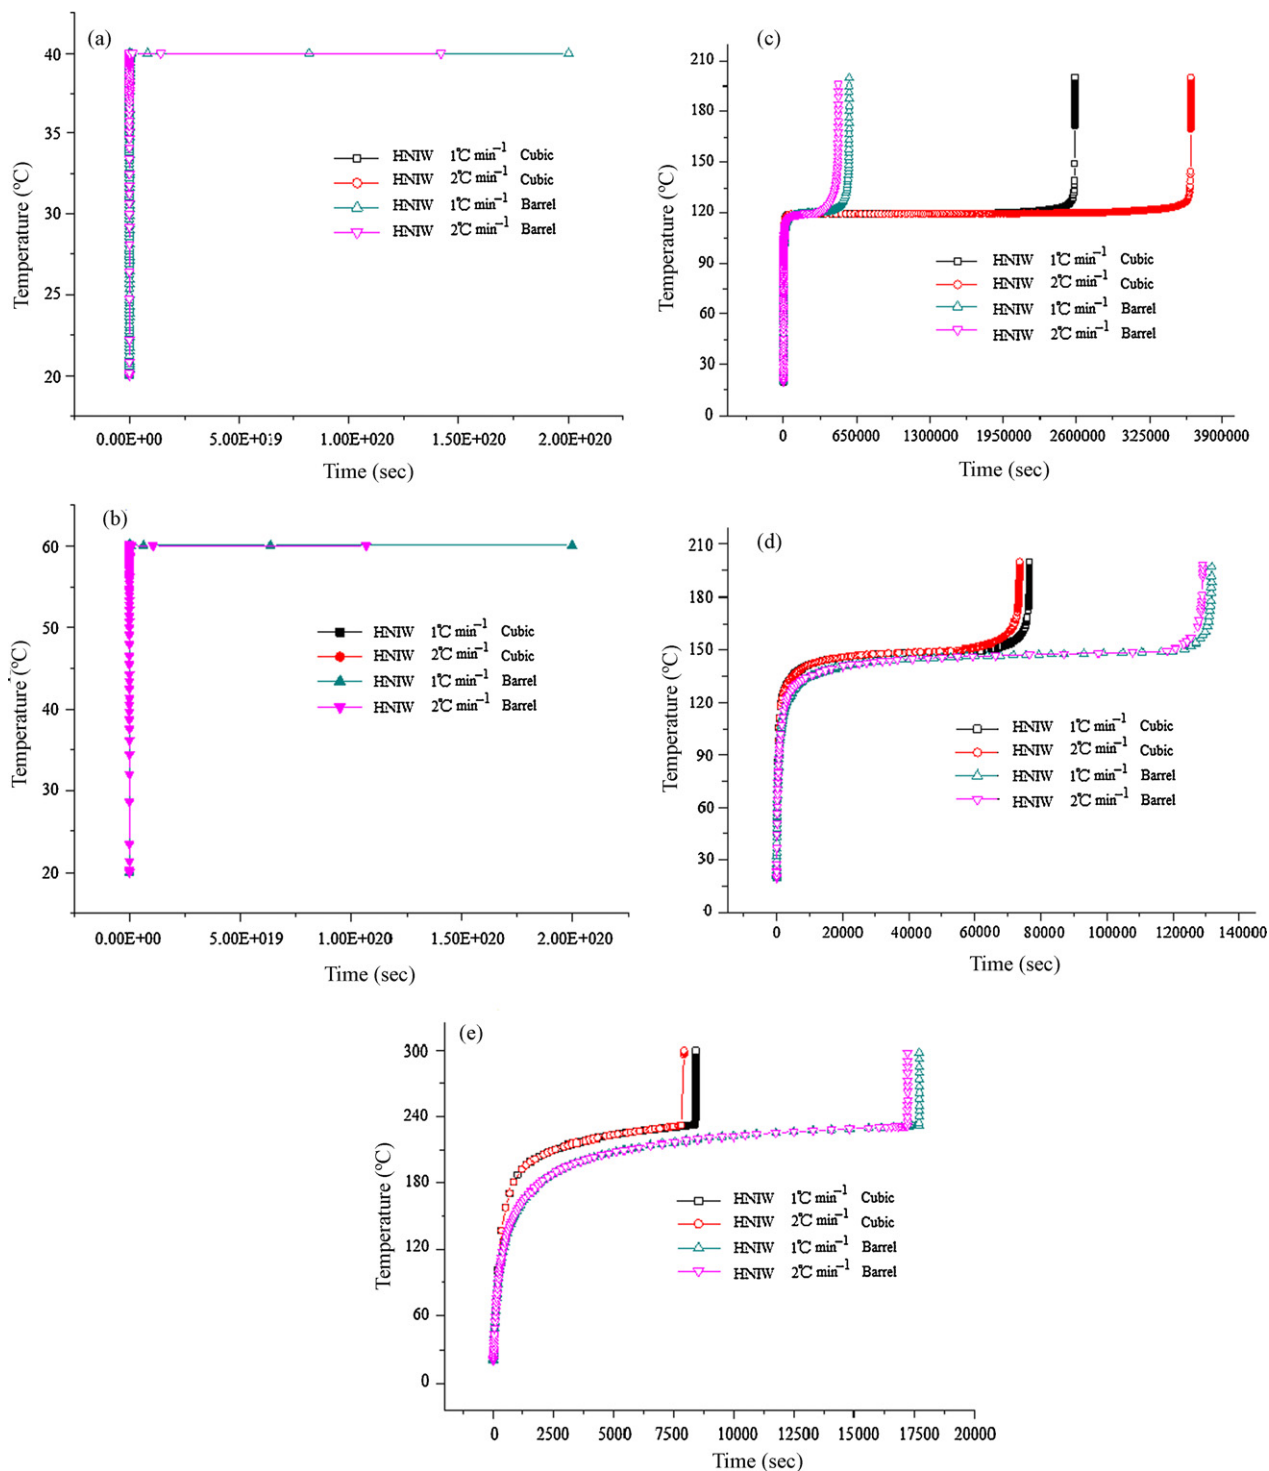 (a)
40
35
30
25
20
Temperature (ºC)
HNIW 1℃ min⁻¹ Cubic
HNIW 2℃ min⁻¹ Cubic
HNIW 1℃ min⁻¹ Barrel
HNIW 2℃ min⁻¹ Barrel
0.00E+00 5.00E+019 1.00E+020 1.50E+020 2.00E+020
Time (sec)
(c)
210
180
150
120
90
60
30
0
Temperature (ºC)
HNIW 1℃ min⁻¹ Cubic
HNIW 2℃ min⁻¹ Cubic
HNIW 1℃ min⁻¹ Barrel
HNIW 2℃ min⁻¹ Barrel
0 650000 1300000 1950000 2600000 325000 3900000
Time (sec)
(b)
60
50
40
30
20
Temperature (ºC)
HNIW 1℃ min⁻¹ Cubic
HNIW 2℃ min⁻¹ Cubic
HNIW 1℃ min⁻¹ Barrel
HNIW 2℃ min⁻¹ Barrel
0.00E+00 5.00E+019 1.00E+020 1.50E+020 2.00E+020
Time (sec)
(d)
210
180
150
120
90
60
30
0
Temperature (ºC)
HNIW 1℃ min⁻¹ Cubic
HNIW 2℃ min⁻¹ Cubic
HNIW 1℃ min⁻¹ Barrel
HNIW 2℃ min⁻¹ Barrel
0 20000 40000 60000 80000 100000 120000 140000
Time (sec)
(e)
300
240
180
120
60
0
Temperature (ºC)
HNIW 1℃ min⁻¹ Cubic
HNIW 2℃ min⁻¹ Cubic
HNIW 1℃ min⁻¹ Barrel
HNIW 2℃ min⁻¹ Barrel
0 2500 5000 7500 10000 12500 15000 17500 20000
Time (sec)